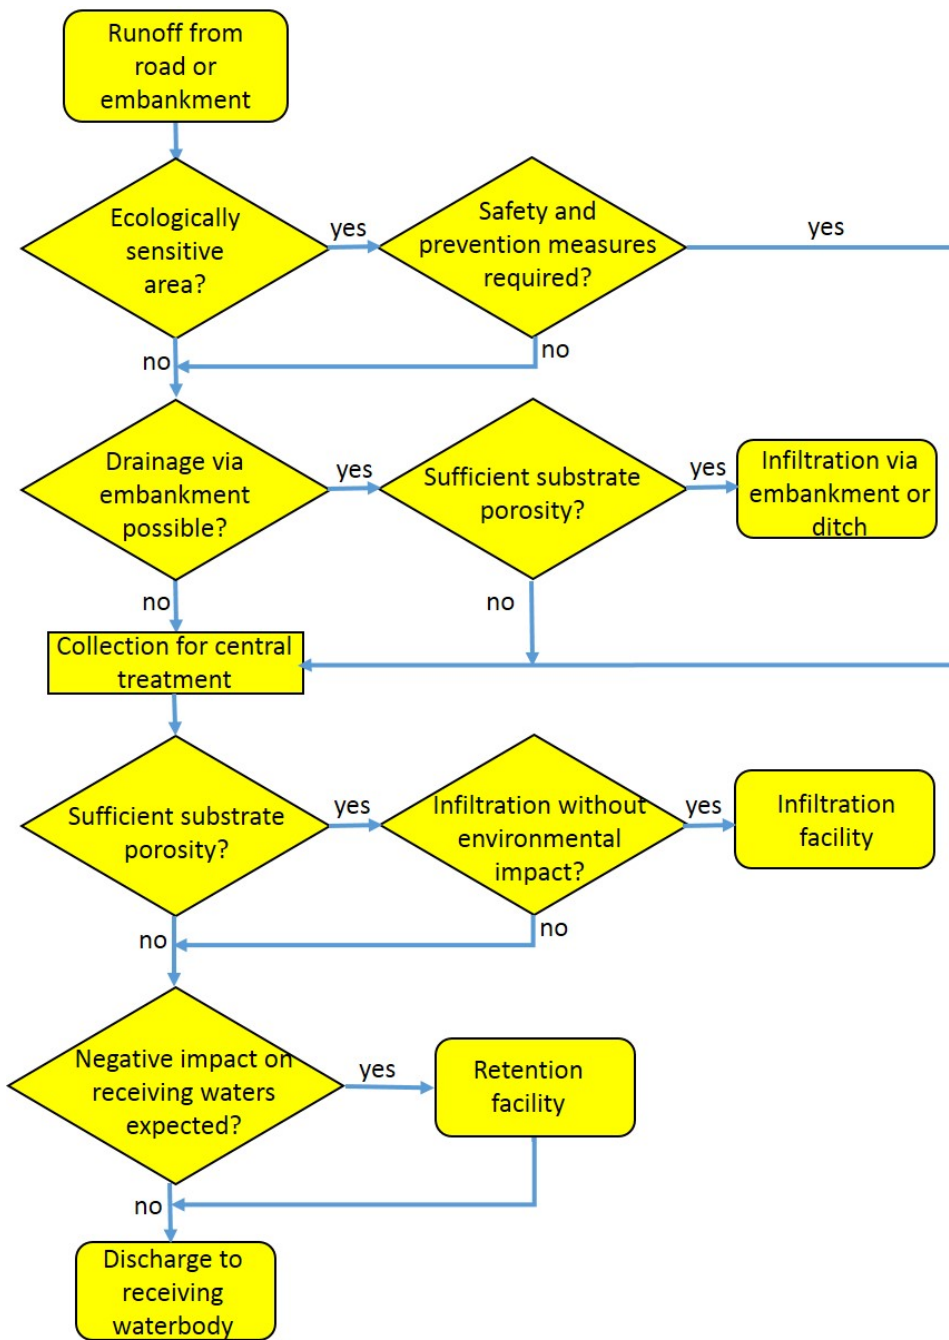 Runoff from
road or
embankment
Ecologically
sensitive
area?
yes
Safety and
prevention measures
required?
yes
no
no
Drainage via
embankment
possible?
yes
Sufficient substrate
porosity?
yes
Infiltration via
embankment or
ditch
no
no
Collection for central
treatment
Sufficient substrate
porosity?
yes
Infiltration without
environmental
impact?
yes
Infiltration
facility
no
no
Negative impact on
receiving waters
expected?
yes
Retention
facility
no
Discharge to
receiving
waterbody